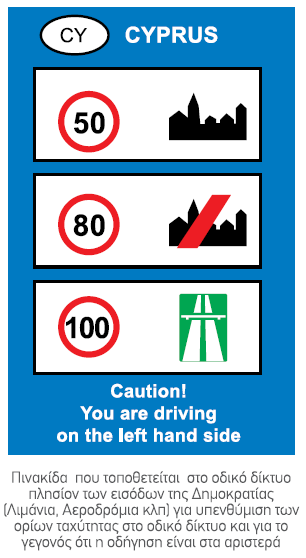 CY CYPRUS
50
80
100
Caution!
You are driving
on the left hand side
Πινακίδα που τοποθετείται στο οδικό δίκτυο
πλησίον των εισόδων της Δημοκρατίας
(Λιμάνια, Αεροδρόμια κλπ) για υπενθύμιση των
ορίων ταχύτητας στο οδικό δίκτυο και για το
γεγονός ότι η οδήγηση είναι στα αριστερά